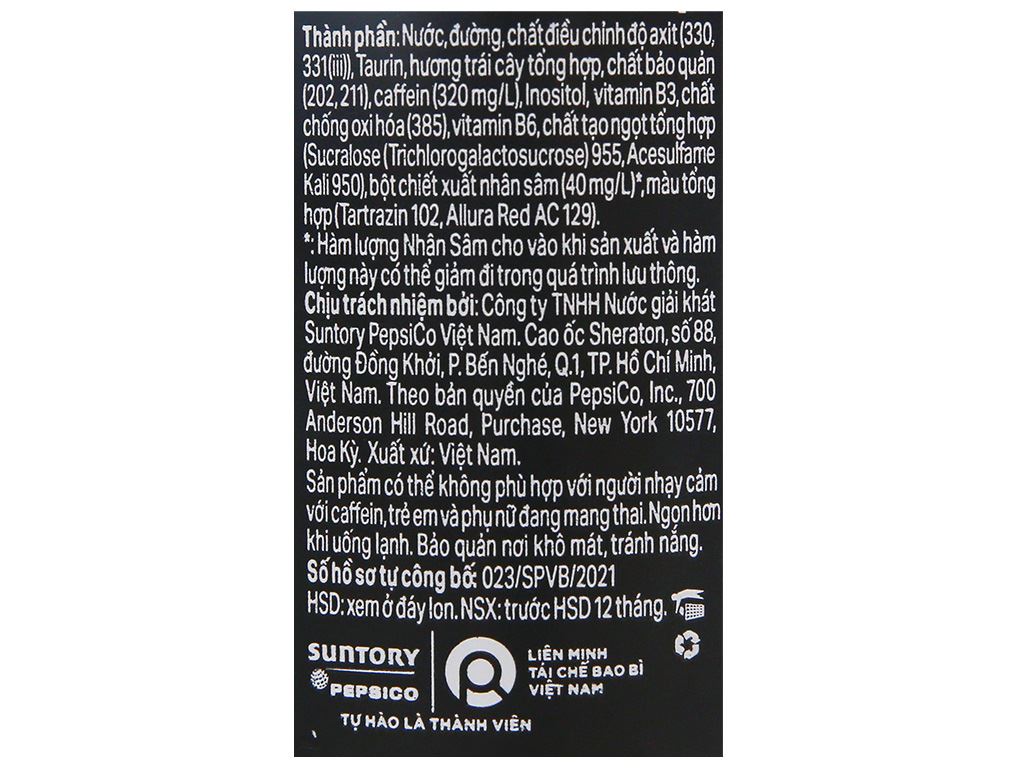 Thành phần: Nước, đường, chất điều chỉnh độ axit (330,
331(iii)), Taurin, hương trái cây tổng hợp, chất bảo quản
(202, 211), caffein (320 mg/L), Inositol, vitamin B3, chất
chống oxi hóa (385), vitamin B6, chất tạo ngọt tổng hợp
(Sucralose (Trichlorogalactosucrose) 955, Acesulfame
Kali 950), bột chiết xuất nhân sâm (40 mg/L)*, màu tổng
hợp (Tartrazin 102, Allura Red AC 129).
*: Hàm lượng Nhận Sâm cho vào khi sản xuất và hàm
lượng này có thể giảm đi trong quá trình lưu thông.
Chịu trách nhiệm bởi: Công ty TNHH Nước giải khát
Suntory PepsiCo Việt Nam. Cao ốc Sheraton, số 88,
đường Đồng Khởi, P. Bến Nghé, Q.1, TP. Hồ Chí Minh,
Việt Nam. Theo bản quyền của PepsiCo, Inc., 700
Anderson Hill Road, Purchase, New York 10577,
Hoa Kỳ. Xuất xứ: Việt Nam.
Sản phẩm có thể không phù hợp với người nhạy cảm
với caffein, trẻ em và phụ nữ đang mang thai. Ngon hơn
khi uống lạnh. Bảo quản nơi khô mát, tránh nắng.
Số hồ sơ tự công bố: 023/SPVB/2021
HSD: xem ở đáy lon. NSX: trước HSD 12 tháng.
SUNTORY
PEPSICO
LIÊN MINH
TÁI CHẾ BAO BÌ
VIỆT NAM
TỰ HÀO LÀ THÀNH VIÊN